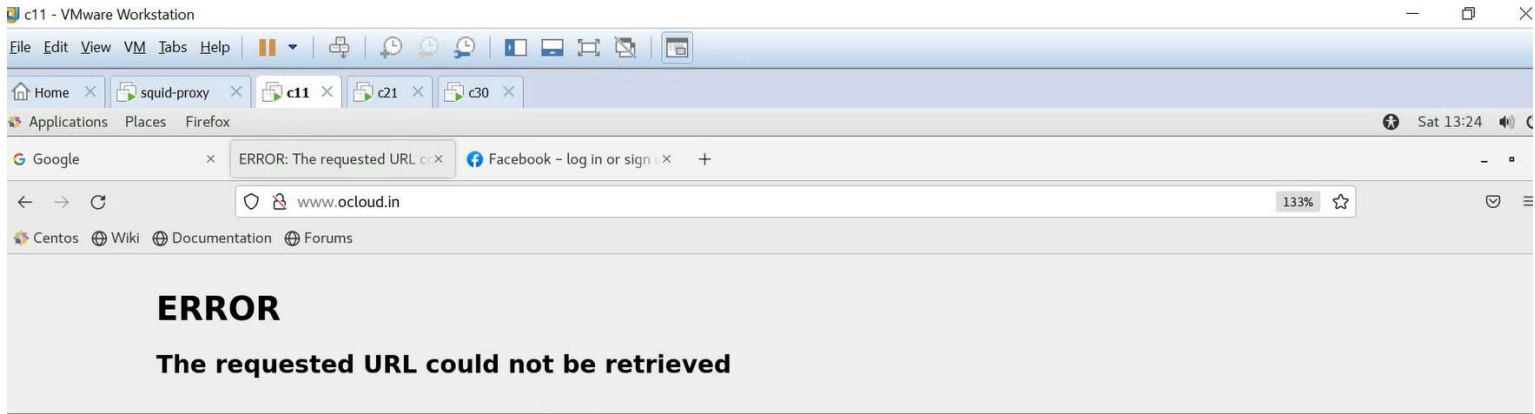 c11 - VMware Workstation
File Edit View VM Tabs Help
Home squid-proxy c11 c21 c30
Applications Places Firefox Sat 13:24
Google ERROR: The requested URL Facebook – log in or sign
www.ocloud.in 133%
Centos Wiki Documentation Forums
ERROR
The requested URL could not be retrieved